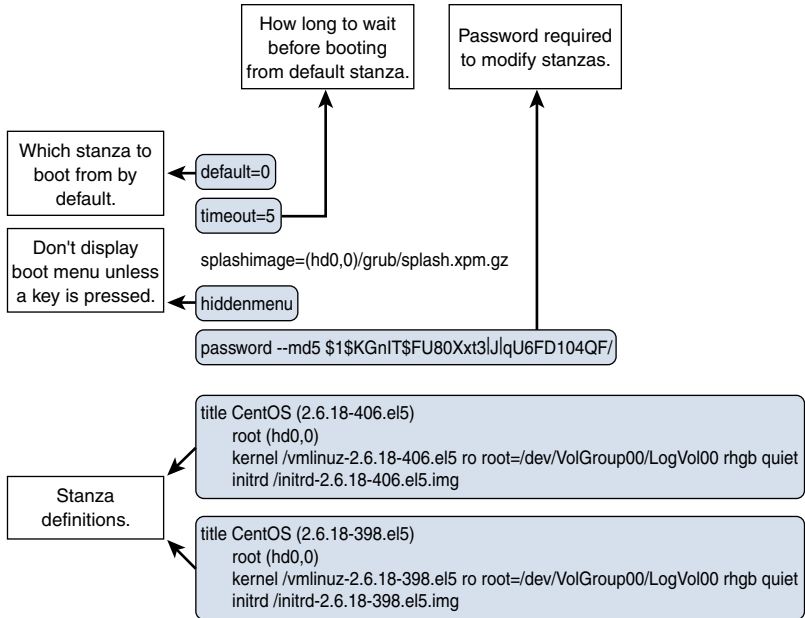 How long to wait
before booting
from default stanza.
Password required
to modify stanzas.
Which stanza to
boot from by
default.
default=0
timeout=5
Don't display
boot menu unless
a key is pressed.
splashimage=(hd0,0)/grub/splash.xpm.gz
hiddenmenu
password --md5 $1$KGnIT$FU80Xxt3|J|qU6FD104QF/
title CentOS (2.6.18-406.el5)
root (hd0,0)
kernel /vmlinuz-2.6.18-406.el5 ro root=/dev/VolGroup00/LogVol00 rhgb quiet
initrd /initrd-2.6.18-406.el5.img
Stanza
definitions.
title CentOS (2.6.18-398.el5)
root (hd0,0)
kernel /vmlinuz-2.6.18-398.el5 ro root=/dev/VolGroup00/LogVol00 rhgb quiet
initrd /initrd-2.6.18-398.el5.img